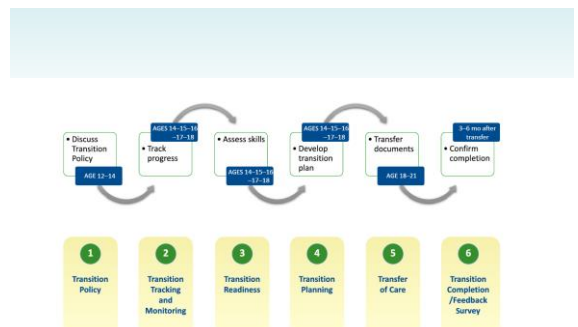 • Discuss
Transition
Policy
AGE 12–14
AGES 14–15–16
–17–18
• Track
progress
• Assess skills
AGES 14–15–16
–17–18
AGES 14–15–16
–17–18
• Develop
transition
plan
• Transfer
documents
AGE 18–21
3–6 mo after
transfer
• Confirm
completion
1
Transition
Policy
2
Transition
Tracking
and
Monitoring
3
Transition
Readiness
4
Transition
Planning
5
Transfer
of Care
6
Transition
Completion
/Feedback
Survey